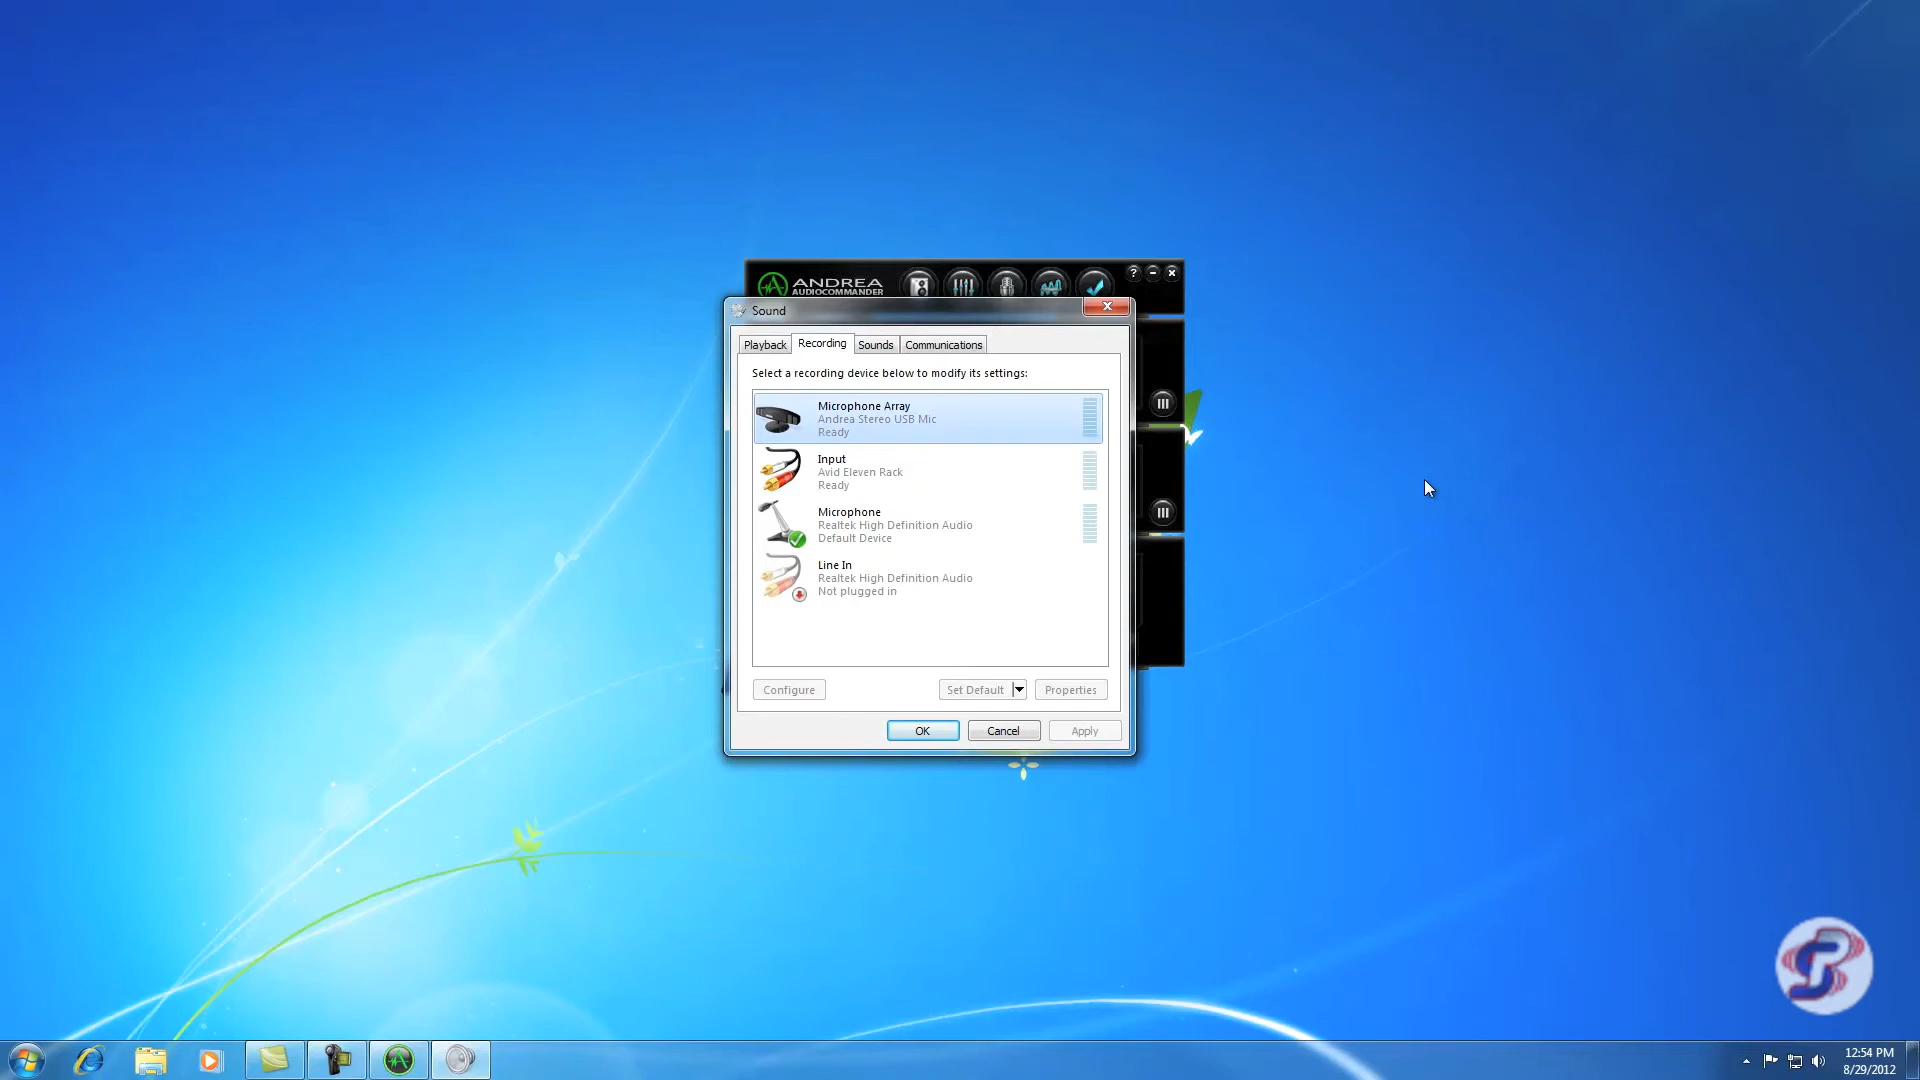 ANDREA
AUDIOCOMMANDER
?
Sound
Playback
Recording
Sounds
Communications
Select a recording device below to modify its settings:
Microphone Array
Andrea Stereo USB Mic
Ready
Input
Avid Eleven Rack
Ready
Microphone
Realtek High Definition Audio
Default Device
Line In
Realtek High Definition Audio
Not plugged in
Configure
Set Default
Properties
OK
Cancel
Apply
12:54 PM
8/29/2012